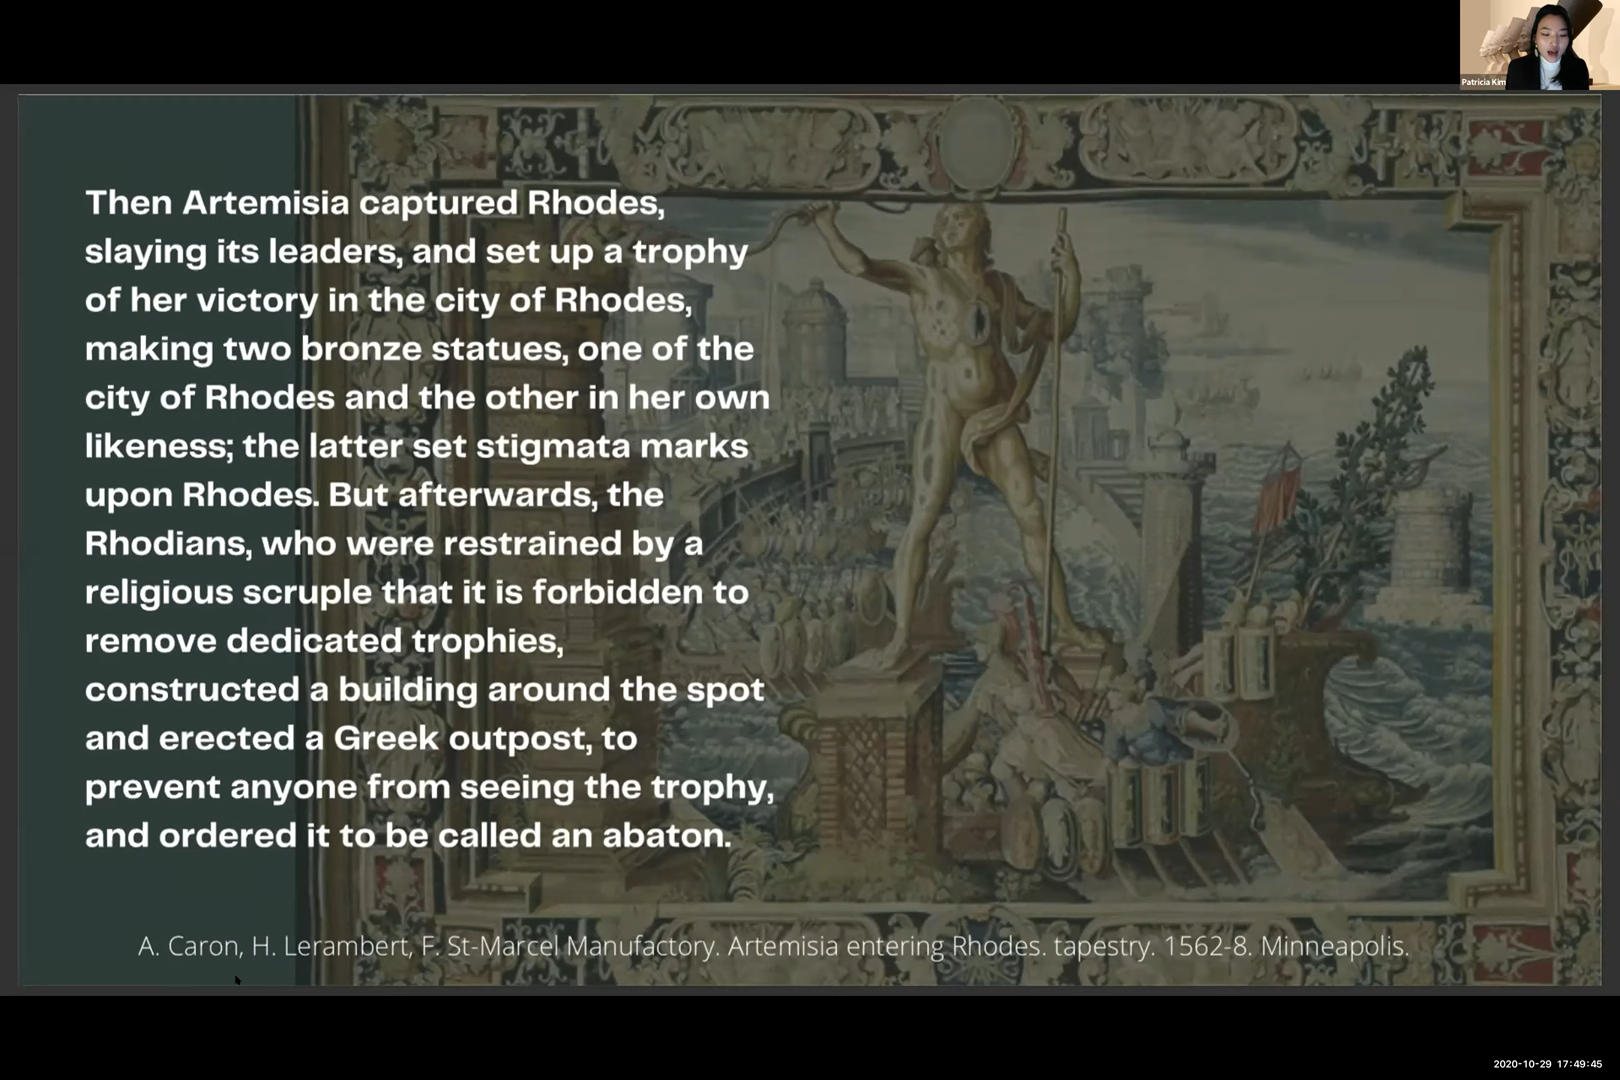 Patricia Kim
Then Artemisia captured Rhodes,
slaying its leaders, and set up a trophy
of her victory in the city of Rhodes,
making two bronze statues, one of the
city of Rhodes and the other in her own
likeness; the latter set stigmata marks
upon Rhodes. But afterwards, the
Rhodians, who were restrained by a
religious scruple that it is forbidden to
remove dedicated trophies,
constructed a building around the spot
and erected a Greek outpost, to
prevent anyone from seeing the trophy,
and ordered it to be called an abaton.
A. Caron, H. Lerambert, F. St-Marcel Manufactory. Artemisia entering Rhodes. tapestry. 1562-8. Minneapolis.
2020-10-29 17:49:45